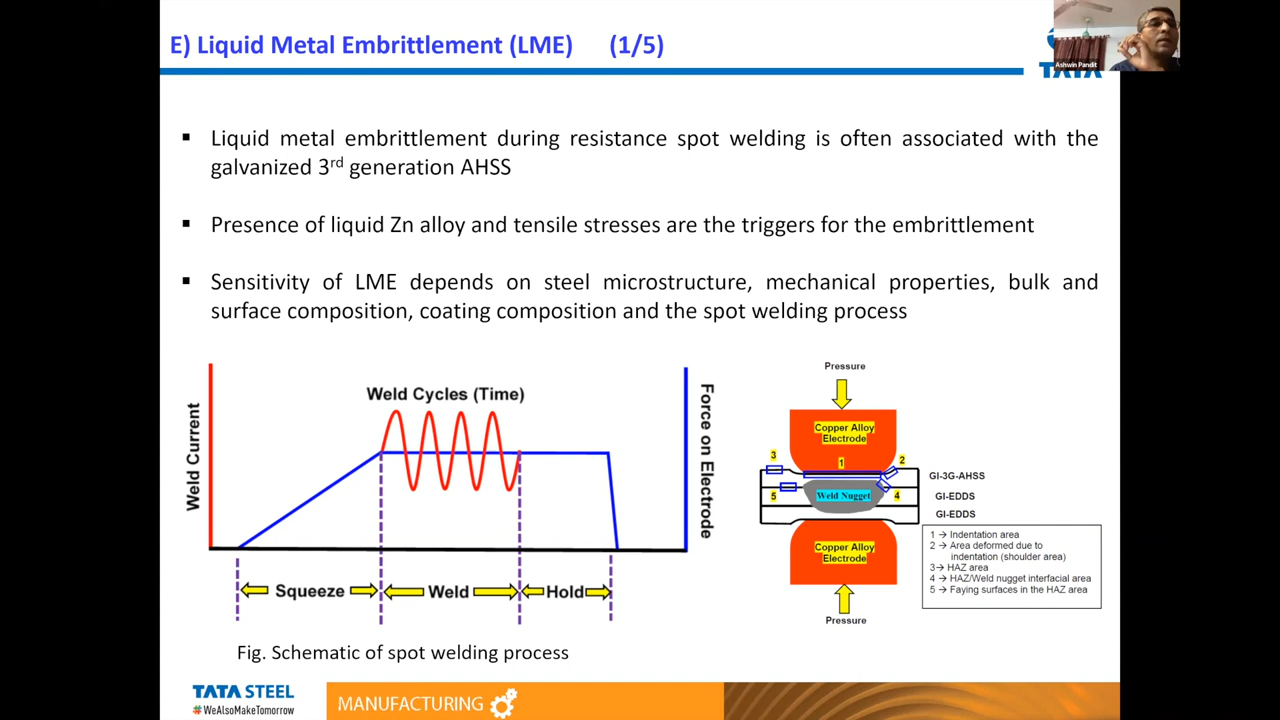 E) Liquid Metal Embrittlement (LME) (1/5)
Ashwin Pandit
TATA
▪ Liquid metal embrittlement during resistance spot welding is often associated with the
galvanized 3rd generation AHSS
▪ Presence of liquid Zn alloy and tensile stresses are the triggers for the embrittlement
▪ Sensitivity of LME depends on steel microstructure, mechanical properties, bulk and
surface composition, coating composition and the spot welding process
Weld Current
Weld Cycles (Time)
Force on Electrode
Squeeze
Weld
Hold
Fig. Schematic of spot welding process
Pressure
Copper Alloy
Electrode
3
1
2
5
Weld Nugget
4
GI-3G-AHSS
GI-EDDS
GI-EDDS
Copper Alloy
Electrode
Pressure
1 → Indentation area
2 → Area deformed due to
indentation (shoulder area)
3→ HAZ area
4 → HAZ/Weld nugget interfacial area
5 → Faying surfaces in the HAZ area
TATA STEEL
#WeAlsoMakeTomorrow
MANUFACTURING